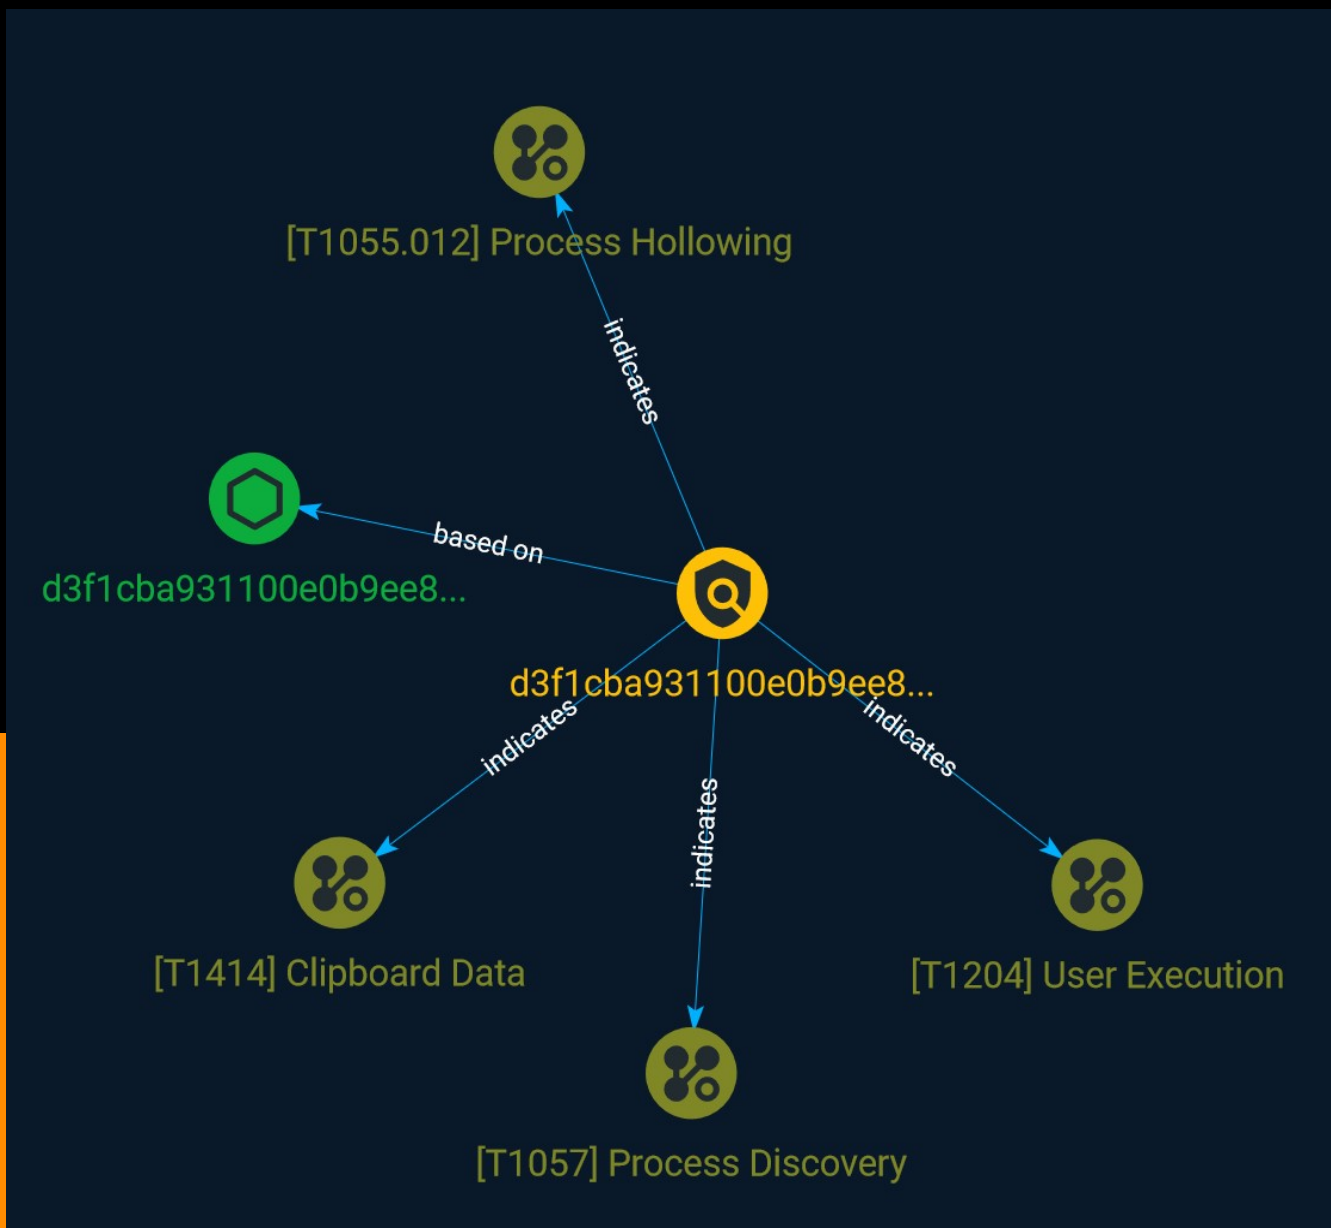 [T1055.012] Process Hollowing
indicates
based on
d3f1cba931100e0b9ee8...
d3f1cba931100e0b9ee8...
indicates
indicates
indicates
[T1414] Clipboard Data
[T1204] User Execution
[T1057] Process Discovery